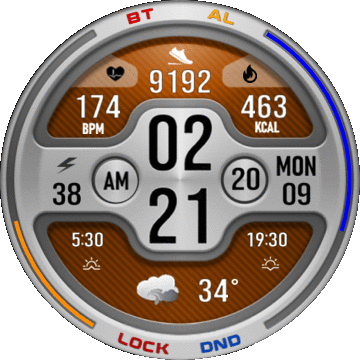 BT AL
9192
174 BPM
463 KCAL
02
38 AM 20 MON 09
21
5:30 19:30
34°
LOCK DND